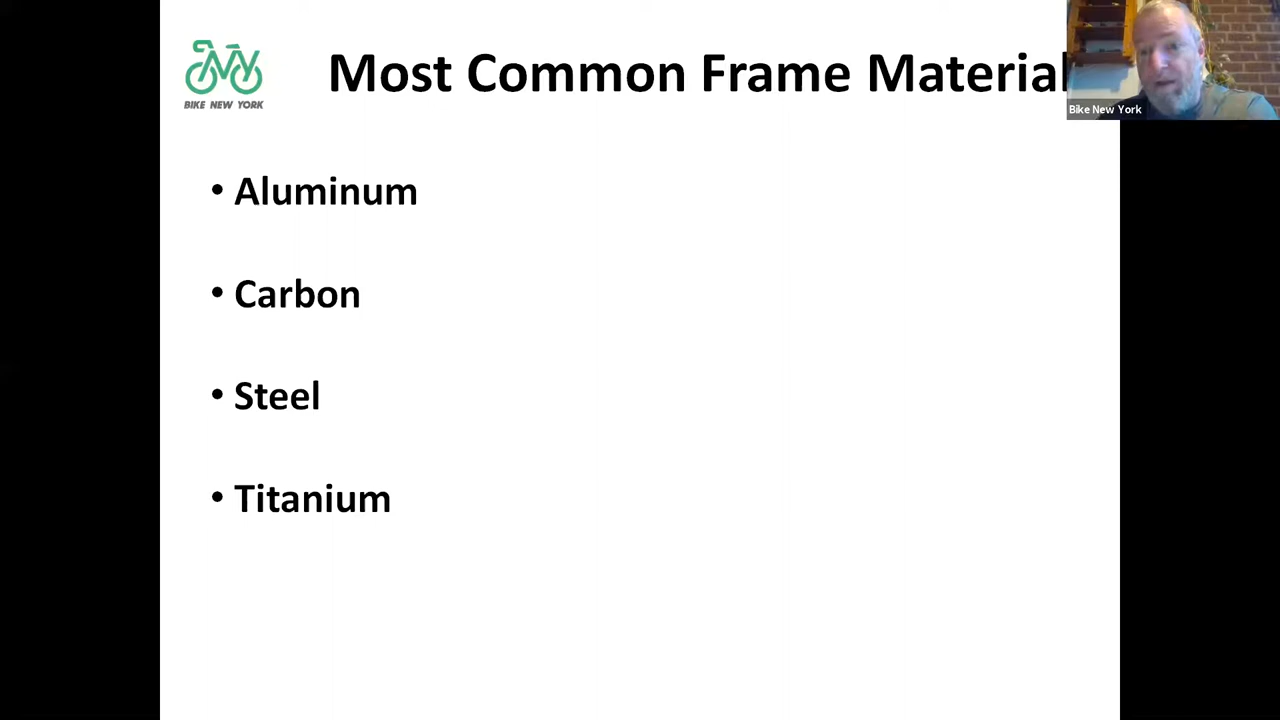 Most Common Frame Material
Bike New York
BIKE NEW YORK
• Aluminum
• Carbon
• Steel
• Titanium